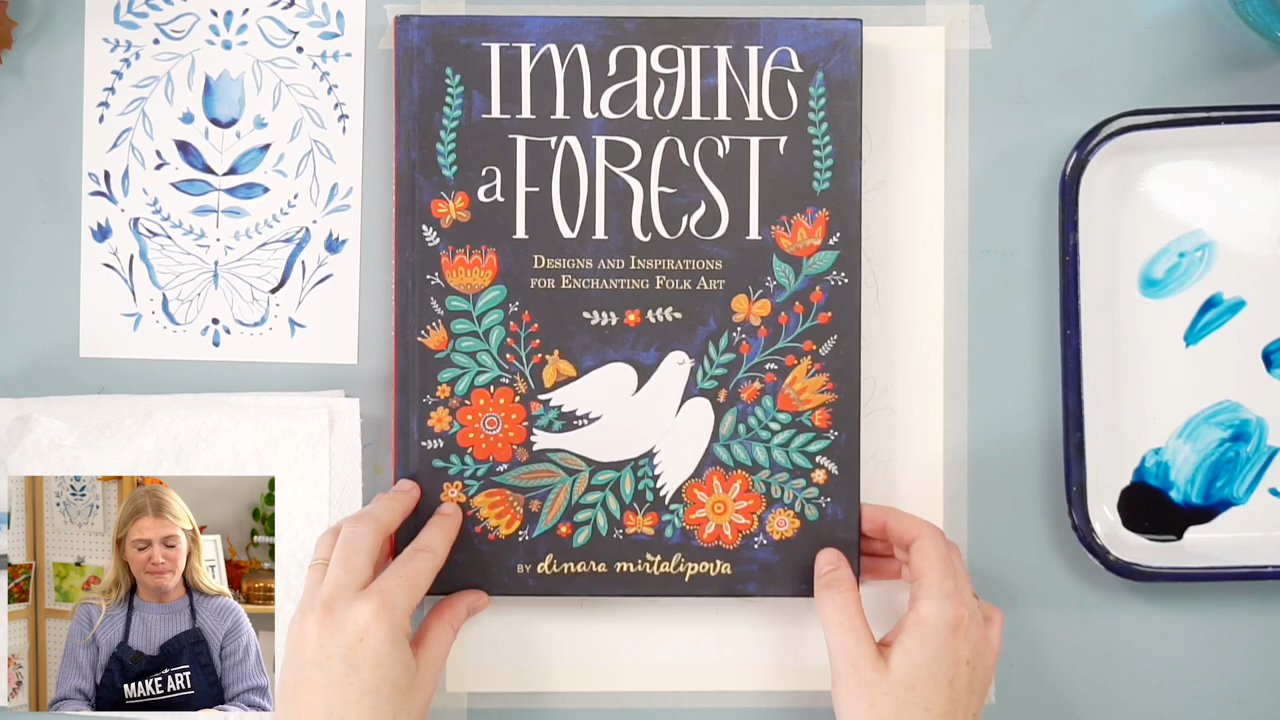 IMAGINE
a FOREST
DESIGNS AND INSPIRATIONS
FOR ENCHANTING FOLK ART
BY dinara mirtalipova
MAKE ART